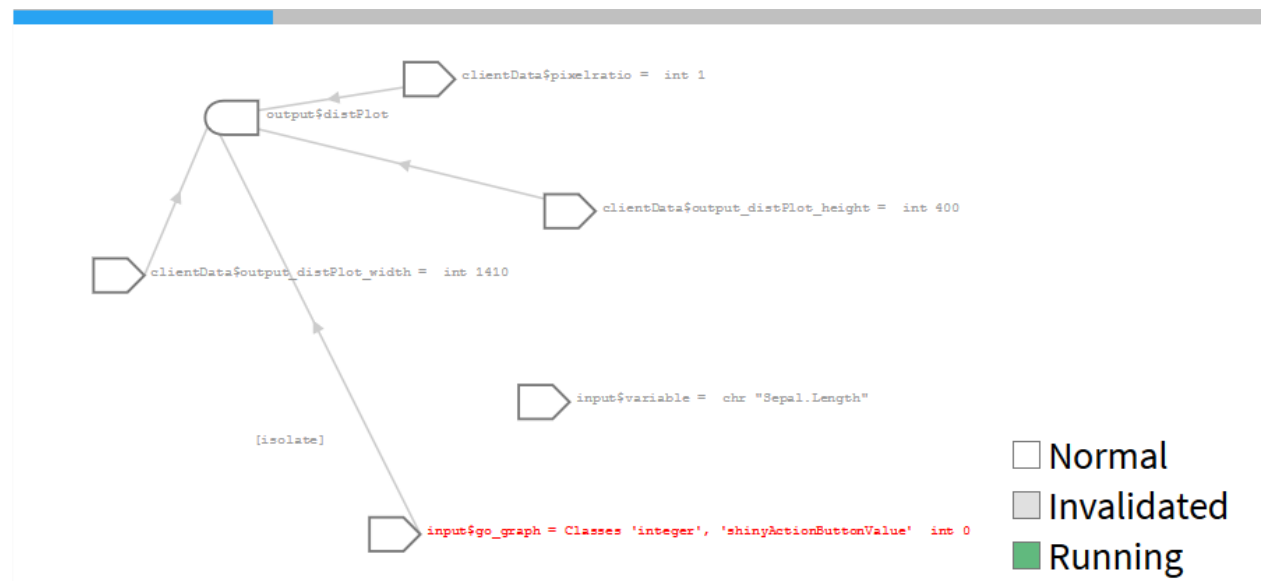 clientData$pixelratio =  int 1
output$distPlot
clientData$output_distPlot_height =  int 400
clientData$output_distPlot_width =  int 1410
input$variable =  chr "Sepal.Length"
[isolate]
input$go_graph = Classes 'integer', 'shinyActionButtonValue'  int 0
Normal
Invalidated
Running